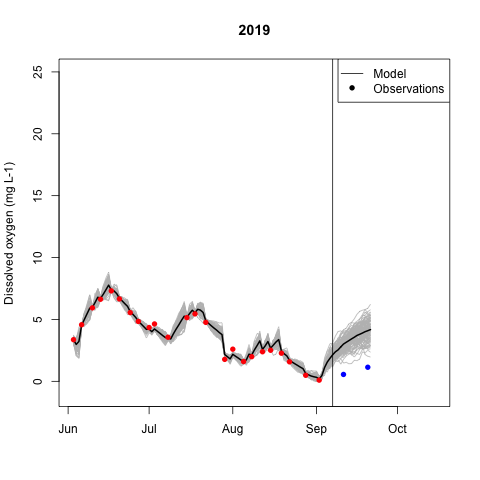 2019
Dissolved oxygen (mg L-1)
25
20
15
10
5
0
Model
Observations
Jun
Jul
Aug
Sep
Oct